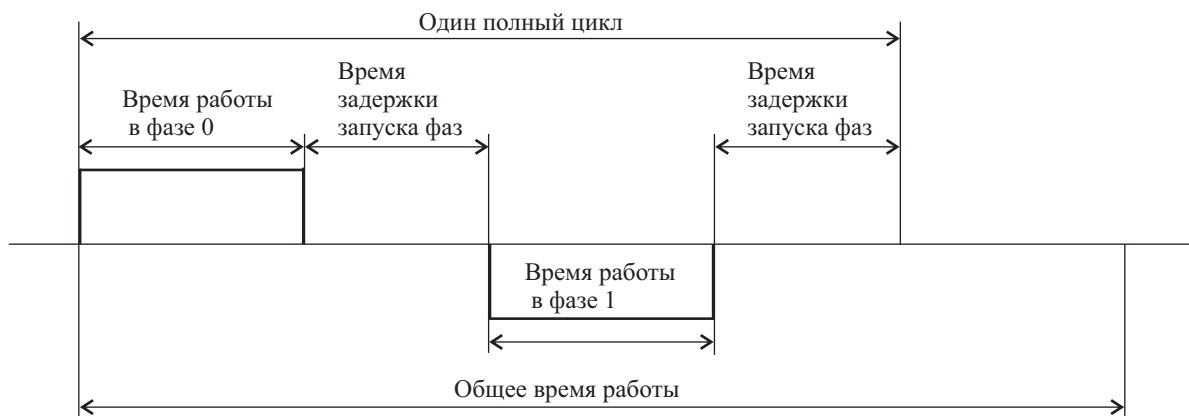 Один полный цикл
Время работы
в фазе 0
Время
задержки
запуска фаз
Время
задержки
запуска фаз
Время работы
в фазе 1
Общее время работы